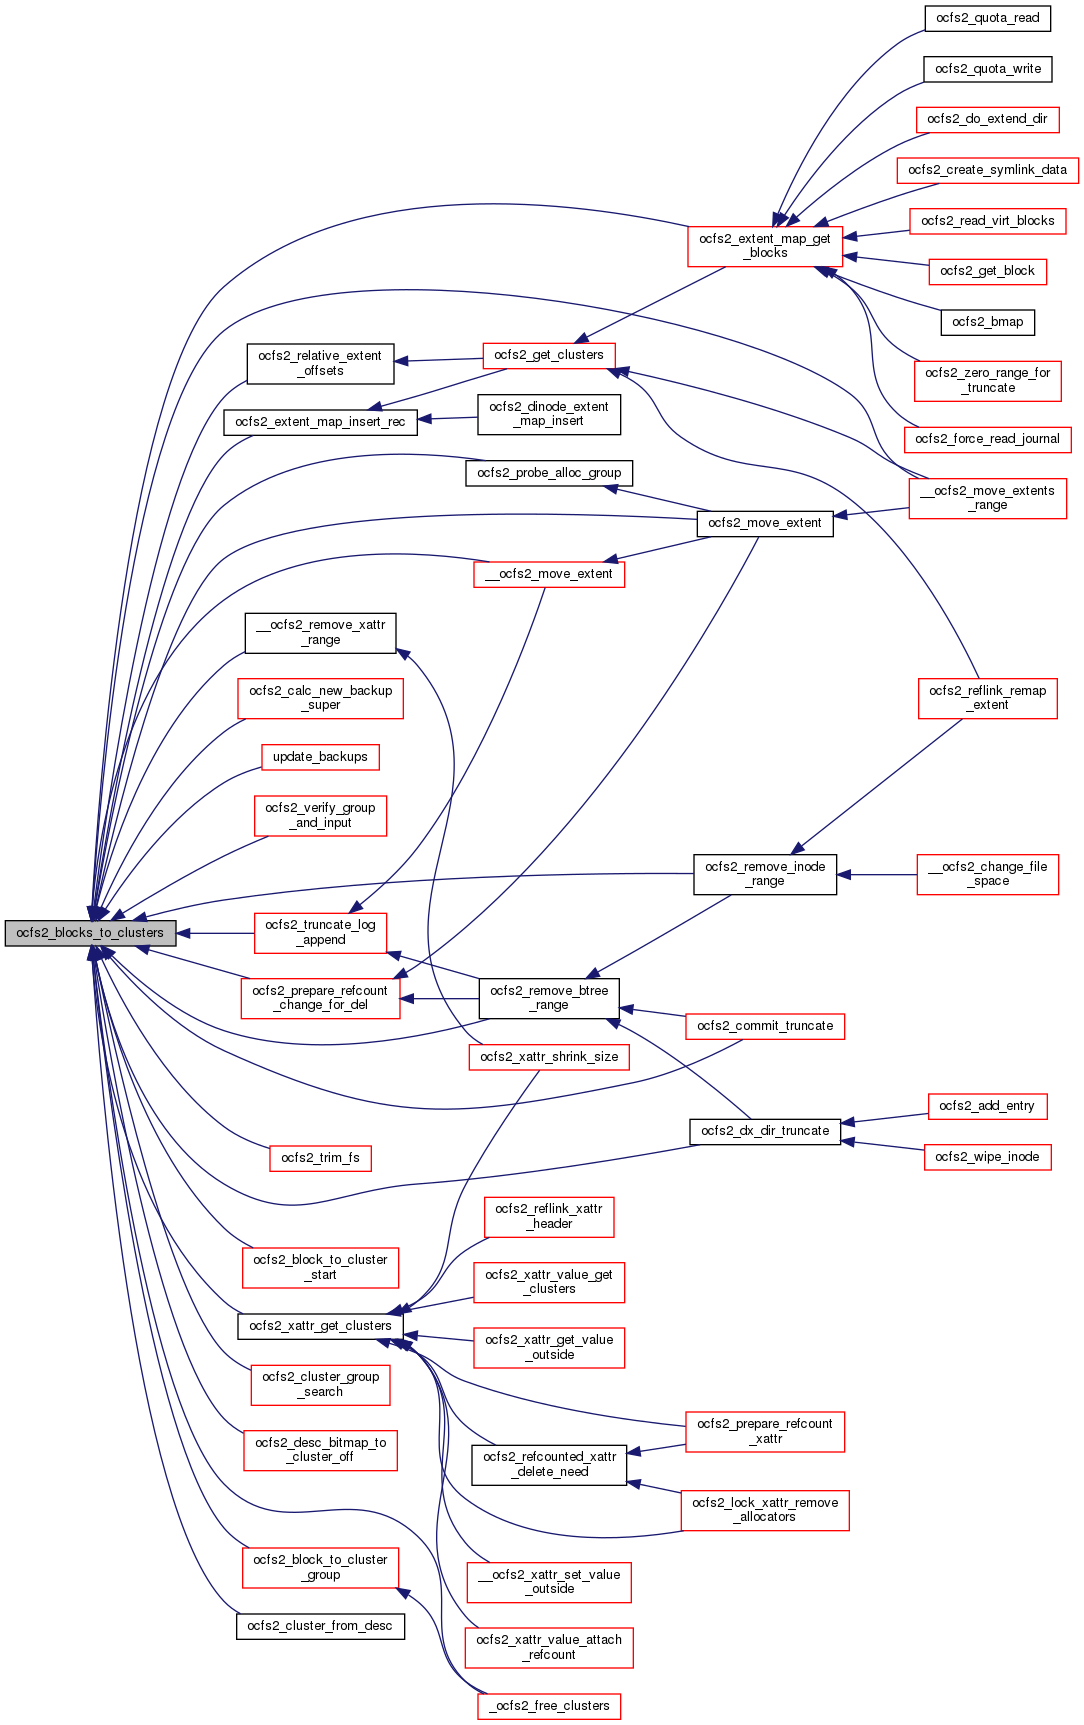 ocfs2_quota_read
ocfs2_quota_write
ocfs2_do_extend_dir
ocfs2_create_symlink_data
ocfs2_read_virt_blocks
ocfs2_extent_map_get
_blocks
ocfs2_get_block
ocfs2_bmap
ocfs2_relative_extent
_offsets
ocfs2_get_clusters
ocfs2_zero_range_for
_truncate
ocfs2_extent_map_insert_rec
ocfs2_dinode_extent
_map_insert
ocfs2_force_read_journal
ocfs2_probe_alloc_group
__ocfs2_move_extents
_range
ocfs2_move_extent
__ocfs2_move_extent
__ocfs2_remove_xattr
_range
ocfs2_calc_new_backup
_super
ocfs2_reflink_remap
_extent
update_backups
ocfs2_verify_group
_and_input
ocfs2_remove_inode
_range
__ocfs2_change_file
_space
ocfs2_blocks_to_clusters
ocfs2_truncate_log
_append
ocfs2_prepare_refcount
_change_for_del
ocfs2_remove_btree
_range
ocfs2_commit_truncate
ocfs2_xattr_shrink_size
ocfs2_add_entry
ocfs2_dx_dir_truncate
ocfs2_wipe_inode
ocfs2_trim_fs
ocfs2_reflink_xattr
_header
ocfs2_block_to_cluster
_start
ocfs2_xattr_value_get
_clusters
ocfs2_xattr_get_clusters
ocfs2_xattr_get_value
_outside
ocfs2_cluster_group
_search
ocfs2_prepare_refcount
_xattr
ocfs2_desc_bitmap_to
_cluster_off
ocfs2_refcounted_xattr
_delete_need
ocfs2_lock_xattr_remove
_allocators
ocfs2_block_to_cluster
_group
__ocfs2_xattr_set_value
_outside
ocfs2_cluster_from_desc
ocfs2_xattr_value_attach
_refcount
_ocfs2_free_clusters